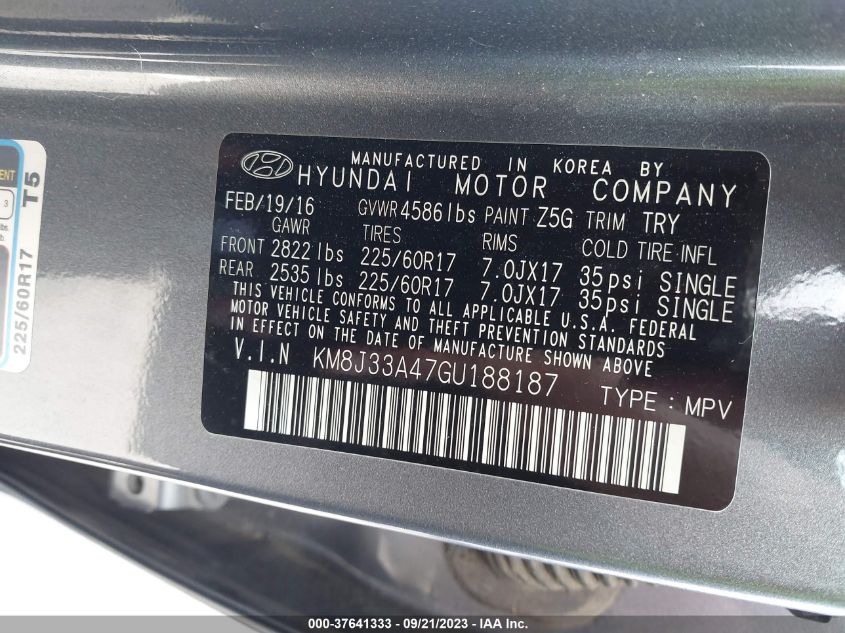 MANUFACTURED IN KOREA BY
HYUNDAI MOTOR COMPANY
FEB/19/16 GVWR 4586 lbs PAINT Z5G TRIM TRY
GAWR TIRES RIMS COLD TIRE INFL
FRONT 2822 lbs 225/60R17 7.0JX17 35psi SINGLE
REAR 2535 lbs 225/60R17 7.0JX17 35psi SINGLE
THIS VEHICLE CONFORMS TO ALL APPLICABLE U.S.A. FEDERAL
MOTOR VEHICLE SAFETY AND THEFT PREVENTION STANDARDS
IN EFFECT ON THE DATE OF MANUFACTURE SHOWN ABOVE
V.I.N KM8J33A47GU188187
TYPE : MPV
225/60R17 T5
3
000-37641333 - 09/21/2023 - IAA Inc.